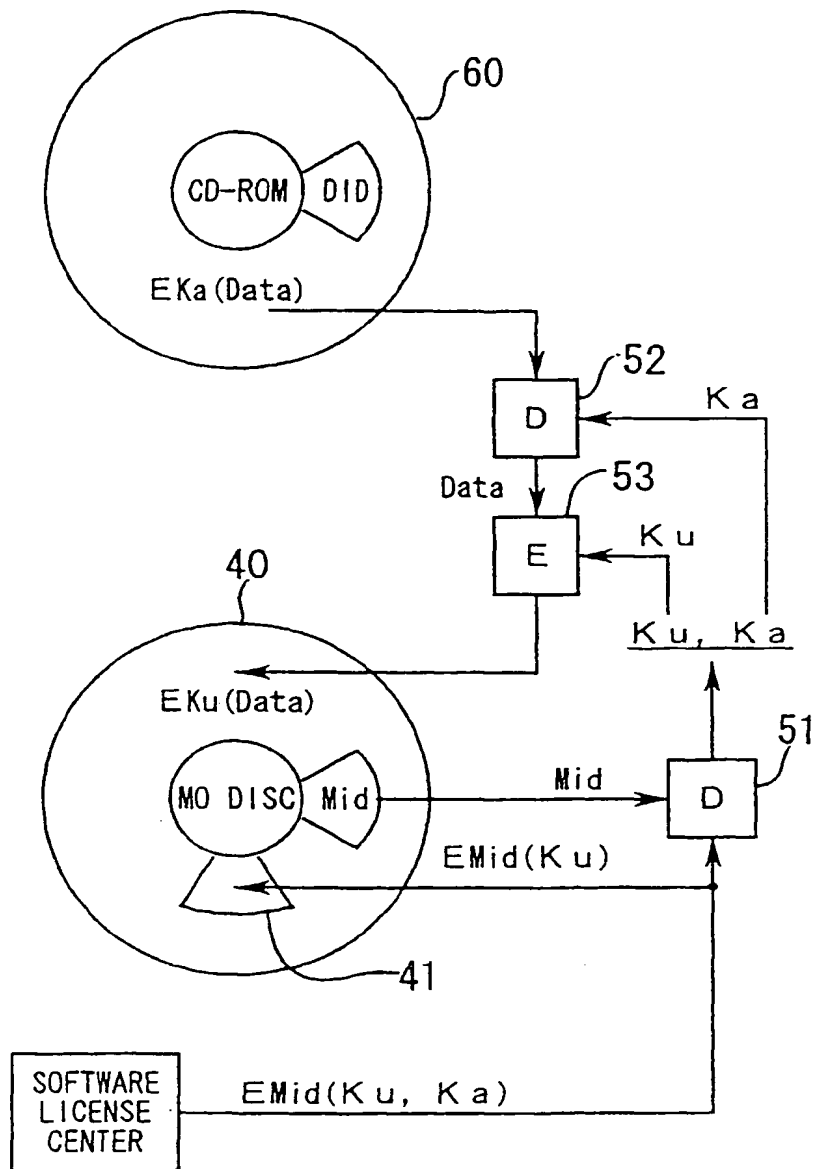 60
CD-ROM DID
EKa(Data)
52
D
Ka
Data
53
E
Ku
40
Ku, Ka
EKu(Data)
51
MO DISC Mid
Mid
D
EMid(Ku)
41
SOFTWARE
LICENSE
CENTER
EMid(Ku, Ka)